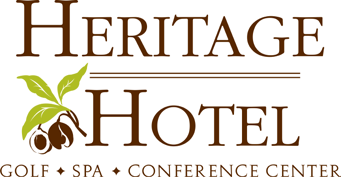 HERITAGE
HOTEL
GOLF ✦ SPA ✦ CONFERENCE CENTER